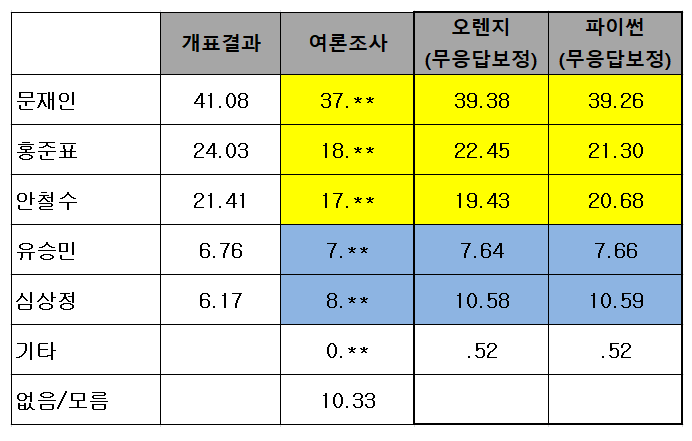 개표결과 여론조사 오렌지 (무응답보정) 파이썬 (무응답보정)
문재인 41.08 37.** 39.38 39.26
홍준표 24.03 18.** 22.45 21.30
안철수 21.41 17.** 19.43 20.68
유승민 6.76 7.** 7.64 7.66
심상정 6.17 8.** 10.58 10.59
기타 0.** .52 .52
없음/모름 10.33